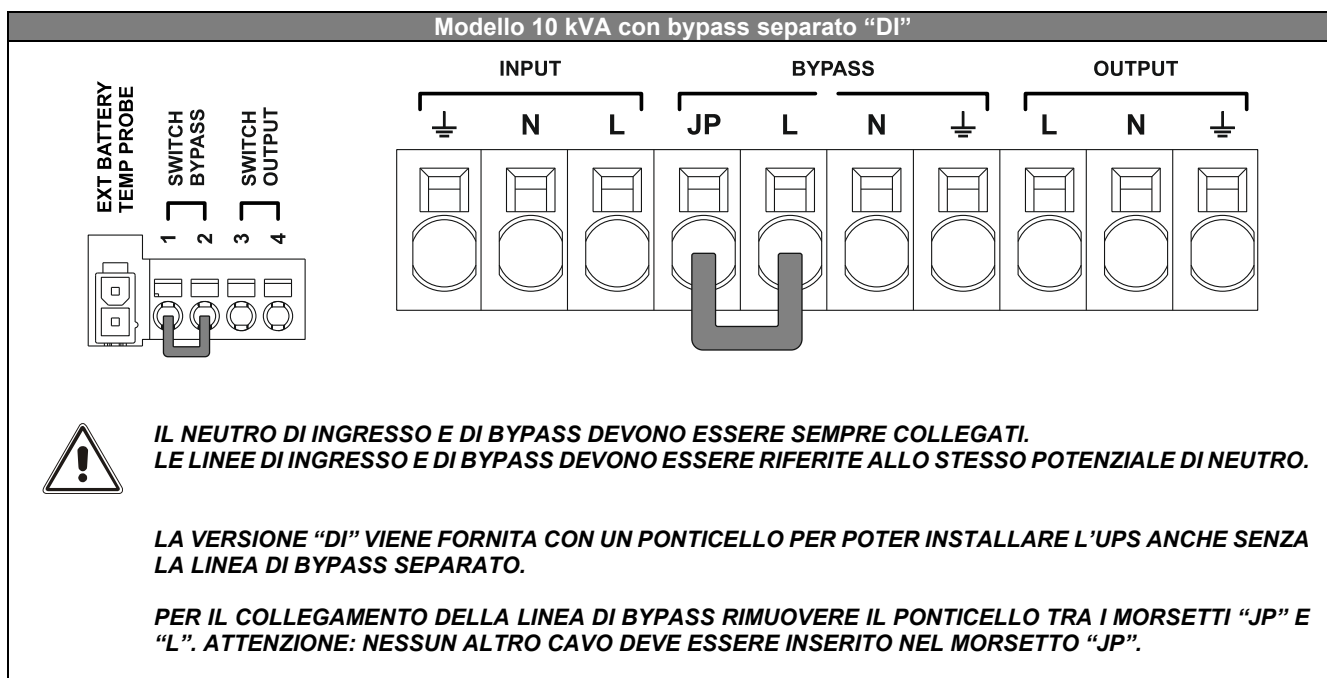 Modello 10 kVA con bypass separato “DI”
EXT BATTERY
TEMP PROBE
SWITCH
BYPASS
SWITCH
OUTPUT
1 2 3 4
INPUT BYPASS OUTPUT
N L JP L N L N
IL NEUTRO DI INGRESSO E DI BYPASS DEVONO ESSERE SEMPRE COLLEGATI.
LE LINEE DI INGRESSO E DI BYPASS DEVONO ESSERE RIFERITE ALLO STESSO POTENZIALE DI NEUTRO.
LA VERSIONE “DI” VIENE FORNITA CON UN PONTICELLO PER POTER INSTALLARE L’UPS ANCHE SENZA
LA LINEA DI BYPASS SEPARATO.
PER IL COLLEGAMENTO DELLA LINEA DI BYPASS RIMUOVERE IL PONTICELLO TRA I MORSETTI “JP” E
“L”. ATTENZIONE: NESSUN ALTRO CAVO DEVE ESSERE INSERITO NEL MORSETTO “JP”.